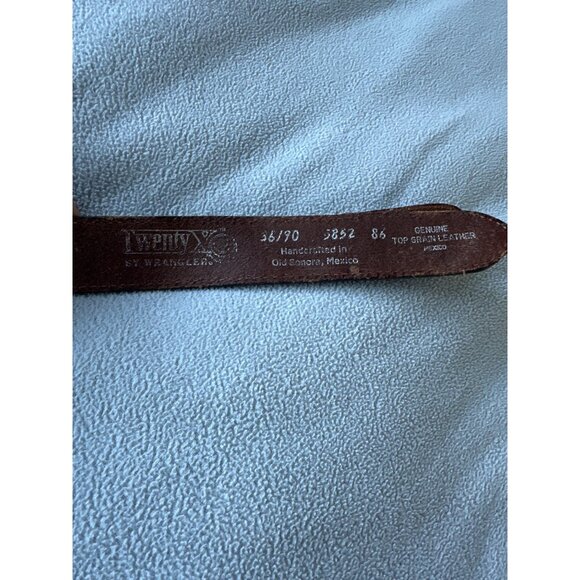 Twenty X
BY WRANGLER
36/90 5852 86
Handcrafted in
Old Sonora, Mexico
GENUINE
TOP GRAIN LEATHER
MEXICO